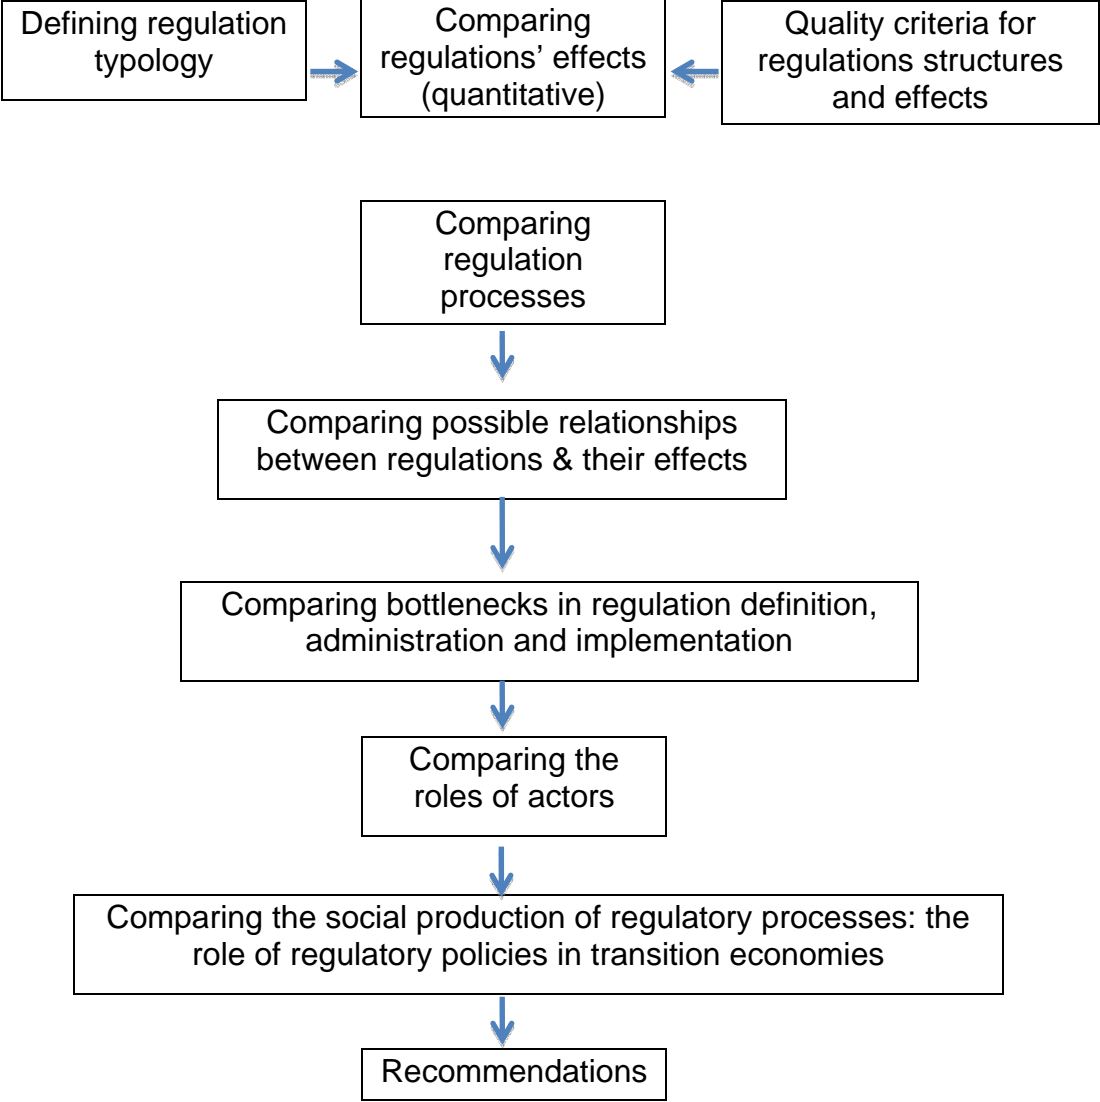 Defining regulation
typology
Comparing
regulations’ effects
(quantitative)
Quality criteria for
regulations structures
and effects
Comparing
regulation
processes
Comparing possible relationships
between regulations & their effects
Comparing bottlenecks in regulation definition,
administration and implementation
Comparing the
roles of actors
Comparing the social production of regulatory processes: the
role of regulatory policies in transition economies
Recommendations